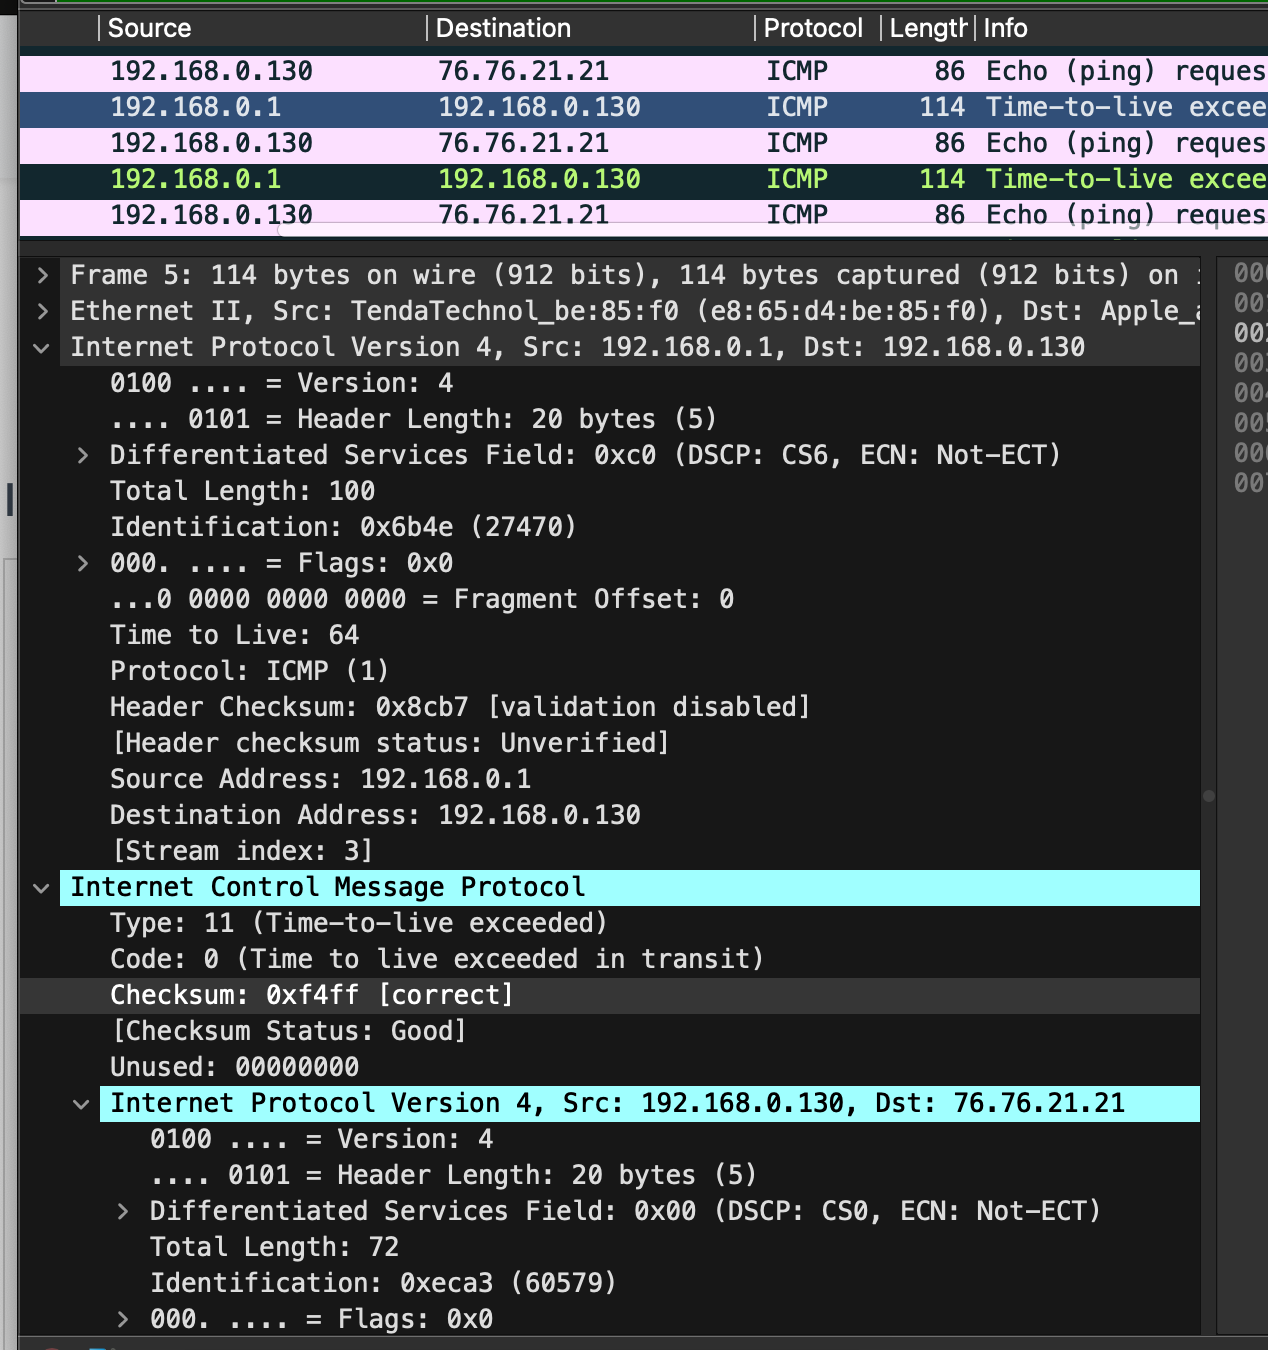 Source Destination Protocol Length Info
192.168.0.130 76.76.21.21 ICMP 86 Echo (ping) reques
192.168.0.1 192.168.0.130 ICMP 114 Time-to-live excee
192.168.0.130 76.76.21.21 ICMP 86 Echo (ping) reques
192.168.0.1 192.168.0.130 ICMP 114 Time-to-live excee
192.168.0.130 76.76.21.21 ICMP 86 Echo (ping) reques
Frame 5: 114 bytes on wire (912 bits), 114 bytes captured (912 bits) on
Ethernet II, Src: TendaTechnol_be:85:f0 (e8:65:d4:be:85:f0), Dst: Apple_a
Internet Protocol Version 4, Src: 192.168.0.1, Dst: 192.168.0.130
0100 .... = Version: 4
.... 0101 = Header Length: 20 bytes (5)
Differentiated Services Field: 0xc0 (DSCP: CS6, ECN: Not-ECT)
Total Length: 100
Identification: 0x6b4e (27470)
000. .... = Flags: 0x0
...0 0000 0000 0000 = Fragment Offset: 0
Time to Live: 64
Protocol: ICMP (1)
Header Checksum: 0x8cb7 [validation disabled]
[Header checksum status: Unverified]
Source Address: 192.168.0.1
Destination Address: 192.168.0.130
[Stream index: 3]
Internet Control Message Protocol
Type: 11 (Time-to-live exceeded)
Code: 0 (Time to live exceeded in transit)
Checksum: 0xf4ff [correct]
[Checksum Status: Good]
Unused: 00000000
Internet Protocol Version 4, Src: 192.168.0.130, Dst: 76.76.21.21
0100 .... = Version: 4
.... 0101 = Header Length: 20 bytes (5)
Differentiated Services Field: 0x00 (DSCP: CS0, ECN: Not-ECT)
Total Length: 72
Identification: 0xeca3 (60579)
000. .... = Flags: 0x0